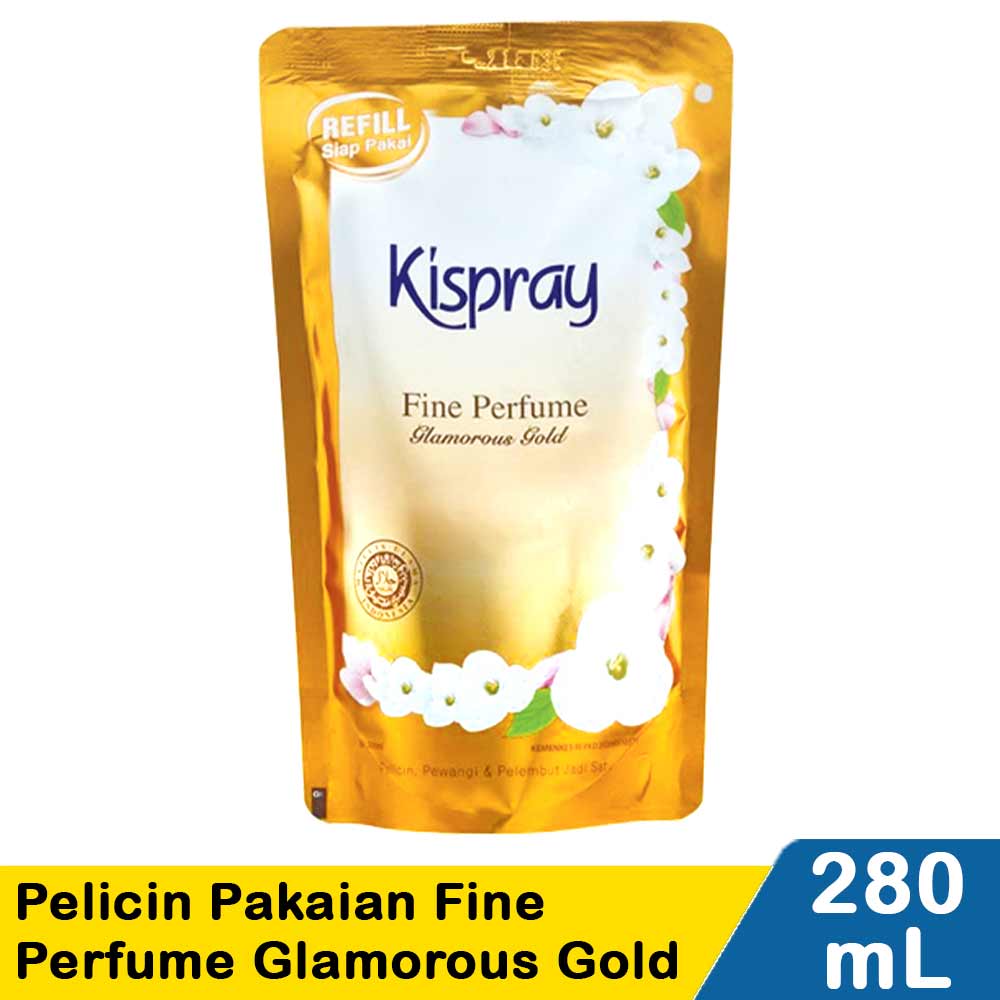 REFILL
Siap Pakai
Kispray
Fine Perfume
Glamorous Gold
INDONESIA
Pelicin, Pewangi & Pelembut Jadi Satu
Pelicin Pakaian Fine
Perfume Glamorous Gold
280
mL